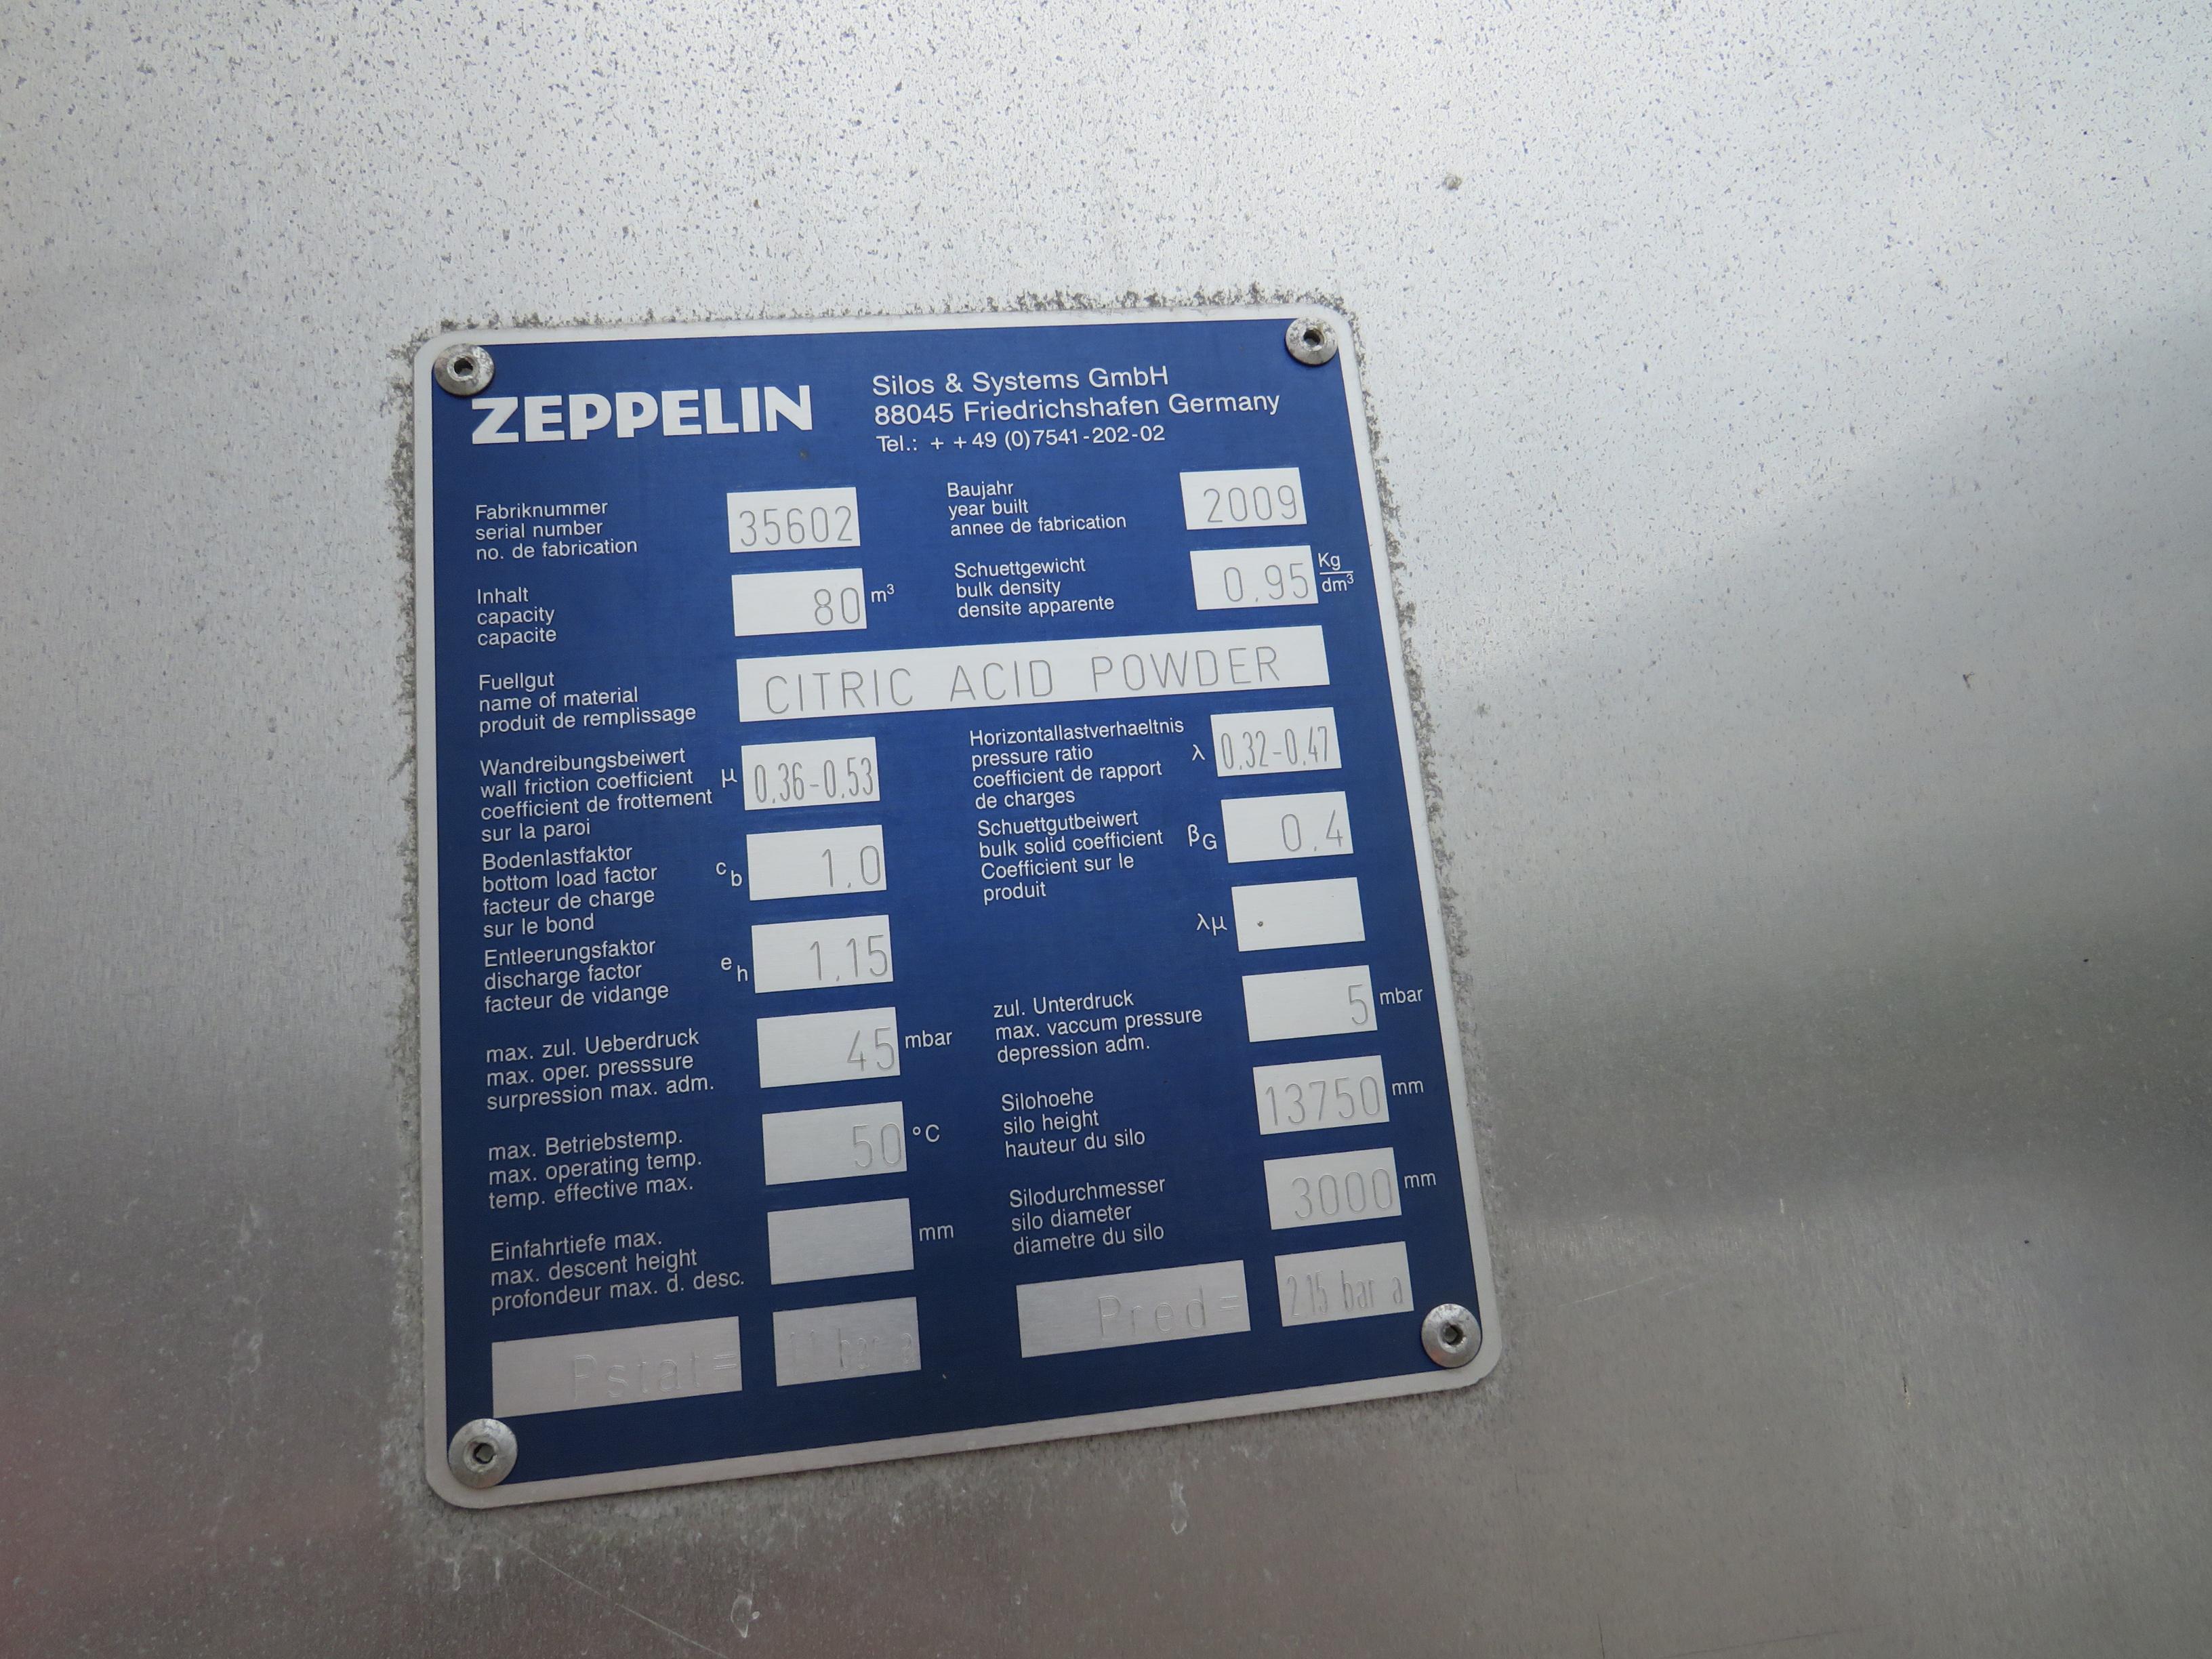 ZEPPELIN
Silos & Systems GmbH
88045 Friedrichshafen Germany
Tel.: + + 49 (0)7541-202-02
Fabriknummer
serial number
no. de fabrication
35602
Baujahr
year built
annee de fabrication
2009
Inhalt
capacity
capacite
80 m³
Schuettgewicht
bulk density
densite apparente
0.95 Kg/dm³
Fuellgut
name of material
produit de remplissage
CITRIC ACID POWDER
Wandreibungsbeiwert
wall friction coefficient
coefficient de frottement
sur la paroi
μ 0.36-0.53
Horizontallastverhaeltnis
pressure ratio
coefficient de rapport
de charges
λ 0.32-0.47
Bodenlastfaktor
bottom load factor
facteur de charge
sur le bond
cb 1.0
Schuettgutbeiwert
bulk solid coefficient
Coefficient sur le
produit
βG 0.4
Entleerungsfaktor
discharge factor
facteur de vidange
eh 1.15
λμ
max. zul. Ueberdruck
max. oper. presssure
surpression max. adm.
45 mbar
zul. Unterdruck
max. vaccum pressure
depression adm.
5 mbar
max. Betriebstemp.
max. operating temp.
temp. effective max.
50 °C
Silohoehe
silo height
hauteur du silo
13750 mm
Einfahrtiefe max.
max. descent height
profondeur max. d. desc.
mm
Silodurchmesser
silo diameter
diametre du silo
3000 mm
Pstat=
bar a
Pred=
2.15 bar a